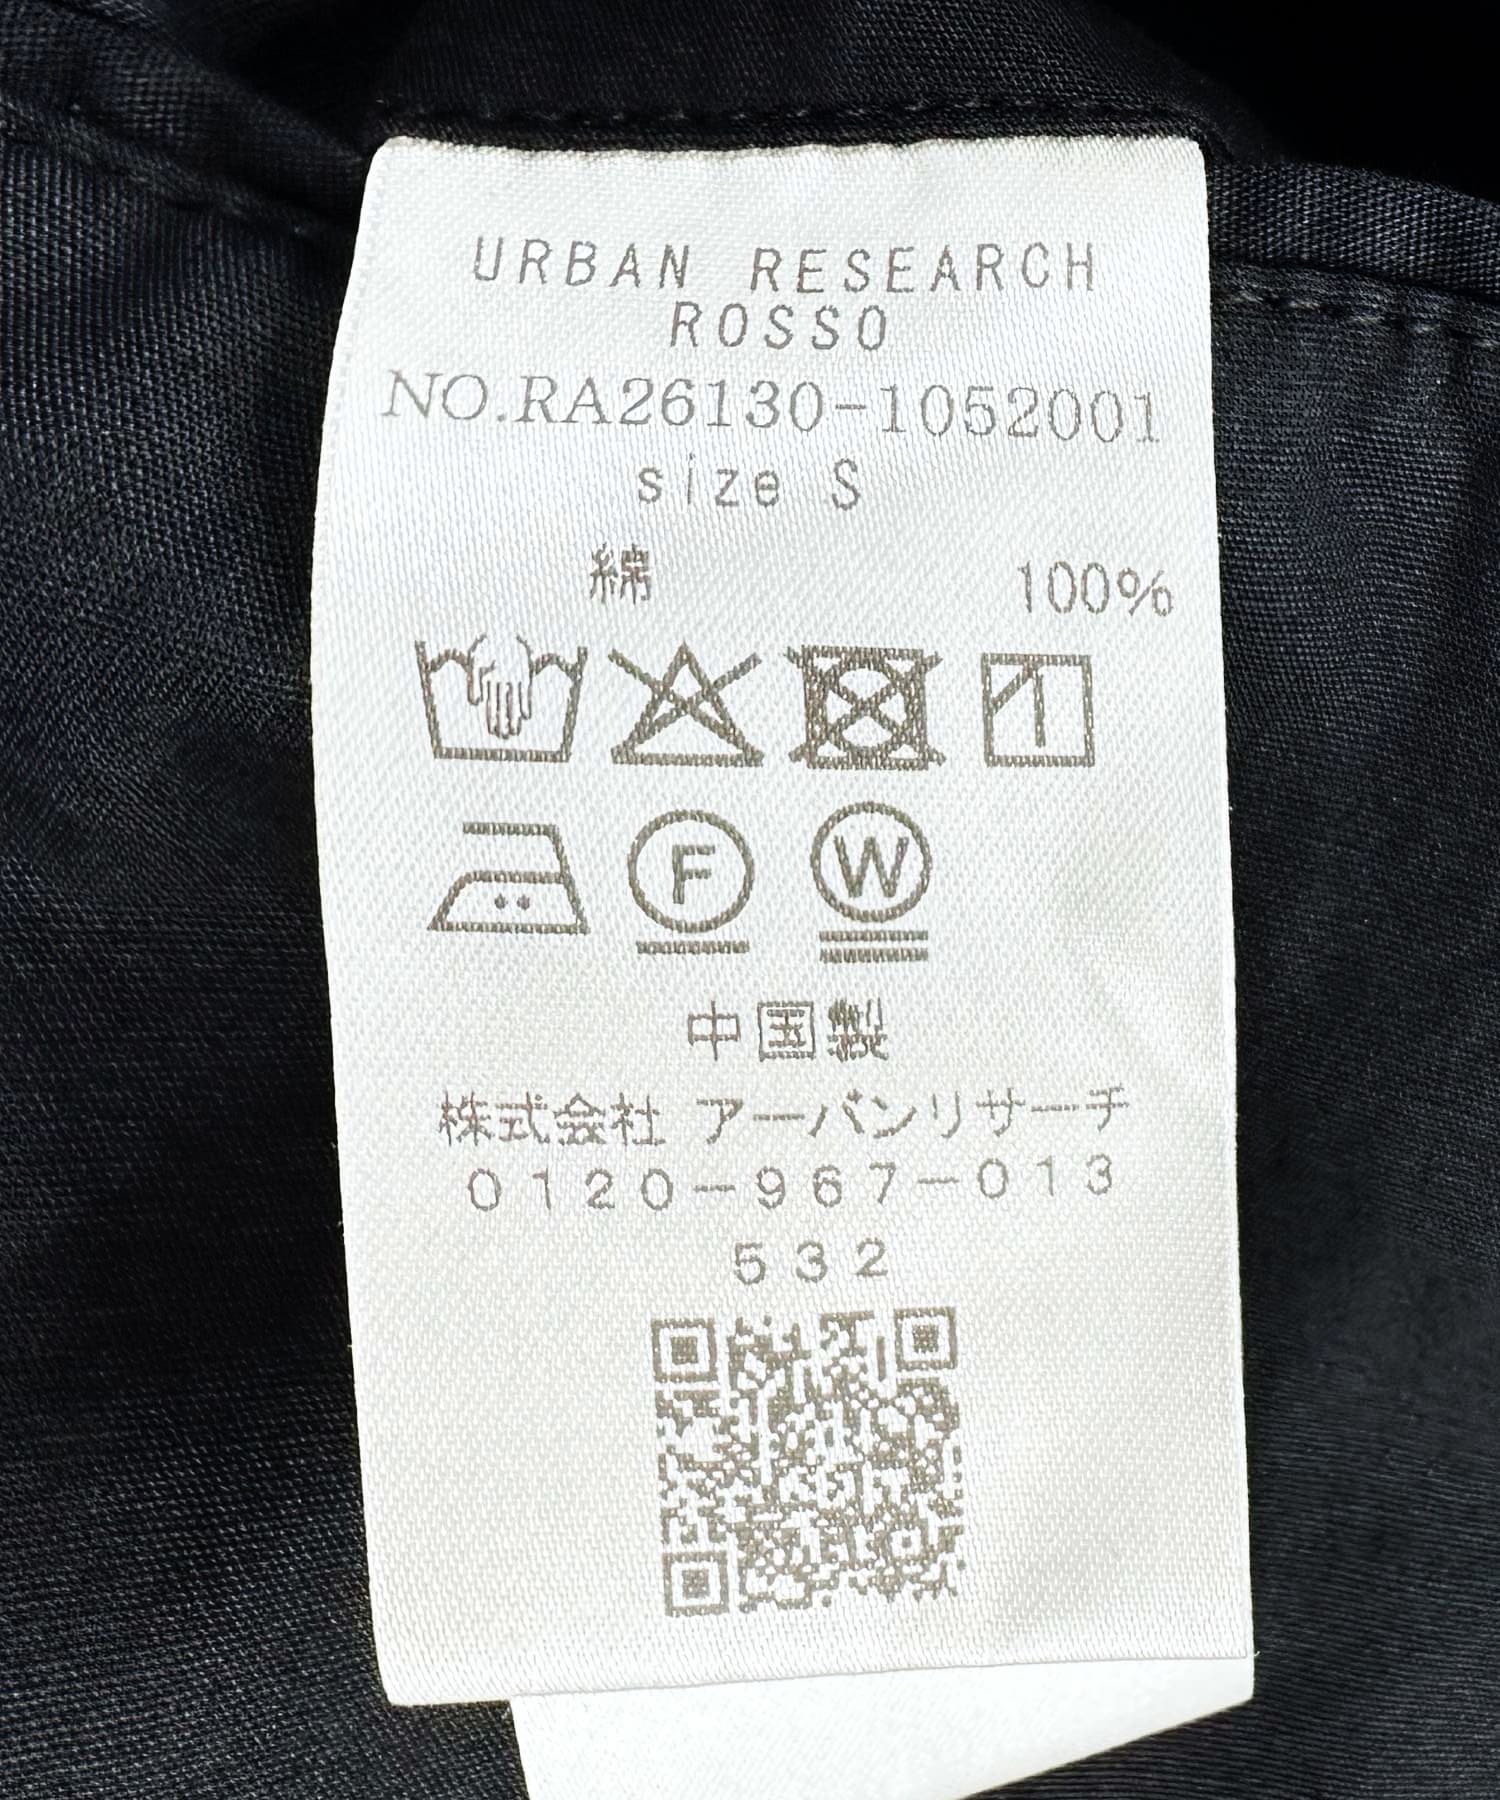 URBAN RESEARCH
ROSSO
NO.RA26130-1052001
size S
綿 100%
F W
中国製
株式会社 アーバンリサーチ
0120-967-013
532